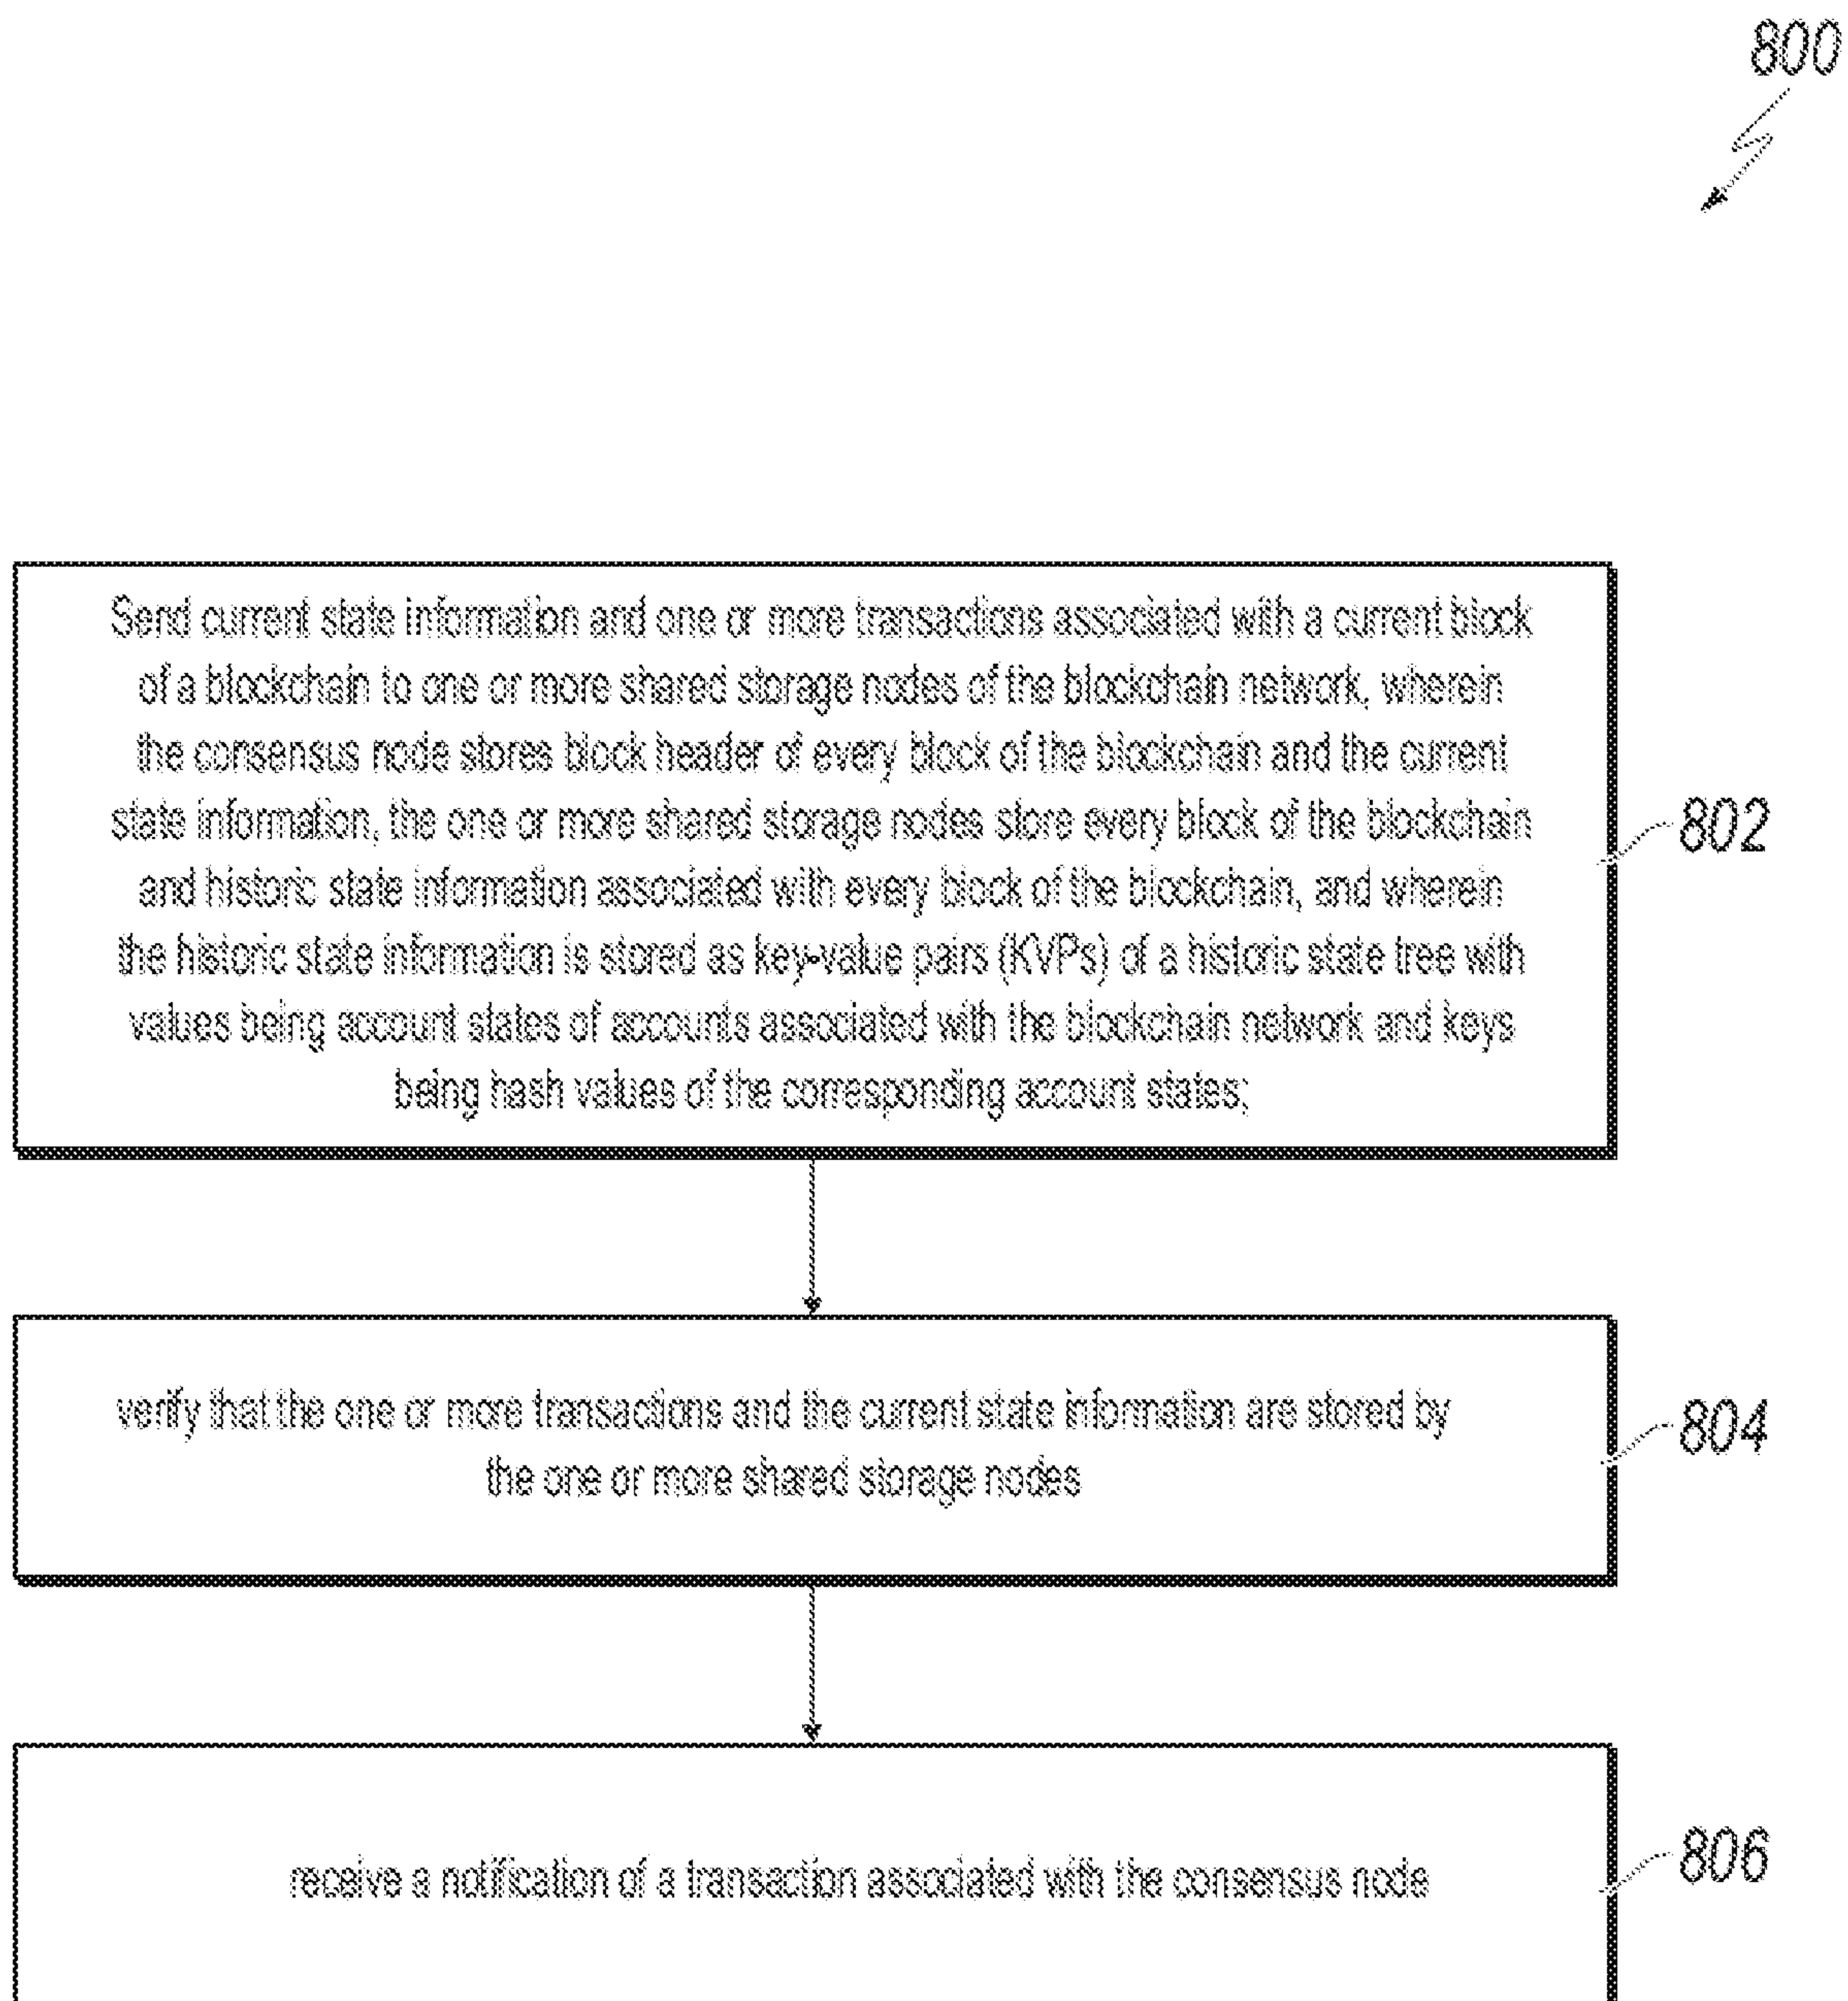 800
Send current state information and one or more transactions associated with a current block
of a blockchain to one or more shared storage nodes of the blockchain network, wherein
the consensus node stores block header of every block of the blockchain and the current
state information, the one or more shared storage nodes store every block of the blockchain
and historic state information associated with every block of the blockchain, and wherein
the historic state information is stored as key-value pairs (KVPs) of a historic state tree with
values being account states of accounts associated with the blockchain network and keys
being hash values of the corresponding account states;
802
verify that the one or more transactions and the current state information are stored by
the one or more shared storage nodes
804
receive a notification of a transaction associated with the consensus node
806